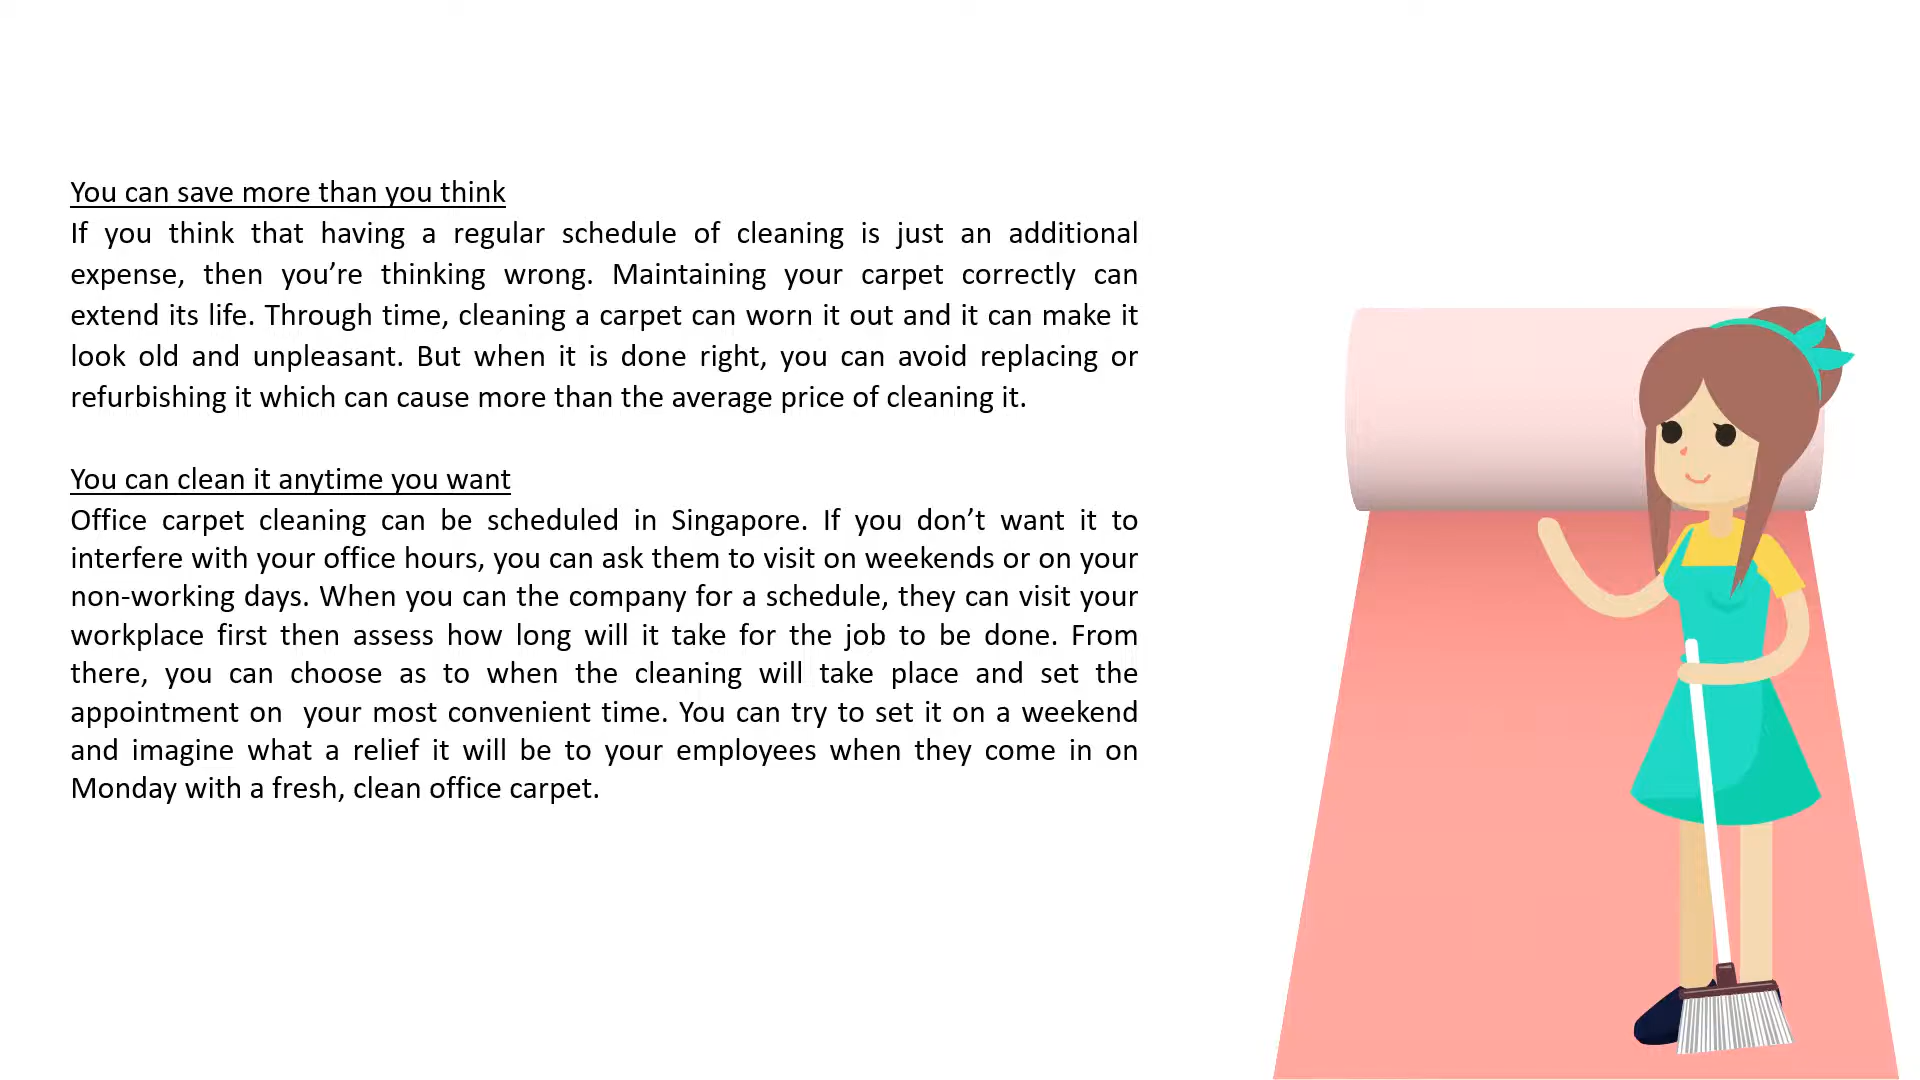 You can save more than you think
If you think that having a regular schedule of cleaning is just an additional
expense, then you’re thinking wrong. Maintaining your carpet correctly can
extend its life. Through time, cleaning a carpet can worn it out and it can make it
look old and unpleasant. But when it is done right, you can avoid replacing or
refurbishing it which can cause more than the average price of cleaning it.
You can clean it anytime you want
Office carpet cleaning can be scheduled in Singapore. If you don’t want it to
interfere with your office hours, you can ask them to visit on weekends or on your
non-working days. When you can the company for a schedule, they can visit your
workplace first then assess how long will it take for the job to be done. From
there, you can choose as to when the cleaning will take place and set the
appointment on  your most convenient time. You can try to set it on a weekend
and imagine what a relief it will be to your employees when they come in on
Monday with a fresh, clean office carpet.